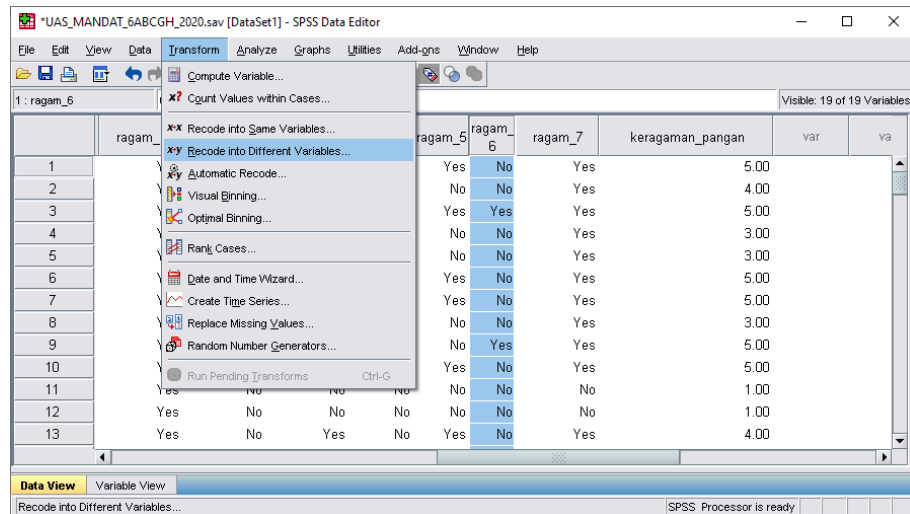 *UAS_MANDAT_6ABCGH_2020.sav [DataSet1] - SPSS Data Editor
File Edit View Data Transform Analyze Graphs Utilities Add-ons Window Help
1 : ragam_6
Visible: 19 of 19 Variables
Compute Variable...
Count Values within Cases...
Recode into Same Variables...
Recode into Different Variables...
Automatic Recode...
Visual Binning...
Optimal Binning...
Rank Cases...
Date and Time Wizard...
Create Time Series...
Replace Missing Values...
Random Number Generators...
Run Pending Transforms Ctrl-G
ragam_ ragam_5 ragam_6 ragam_7 keragaman_pangan var va
1 Yes No Yes 5.00
2 No No Yes 4.00
3 Yes Yes Yes 5.00
4 No No Yes 3.00
5 No No Yes 3.00
6 Yes No Yes 5.00
7 Yes No Yes 5.00
8 No No Yes 3.00
9 No Yes Yes 5.00
10 Yes No Yes 5.00
11 Yes No No No No No No 1.00
12 Yes No No No No No No 1.00
13 Yes No Yes No Yes No Yes 4.00
Data View Variable View
Recode into Different Variables...
SPSS Processor is ready